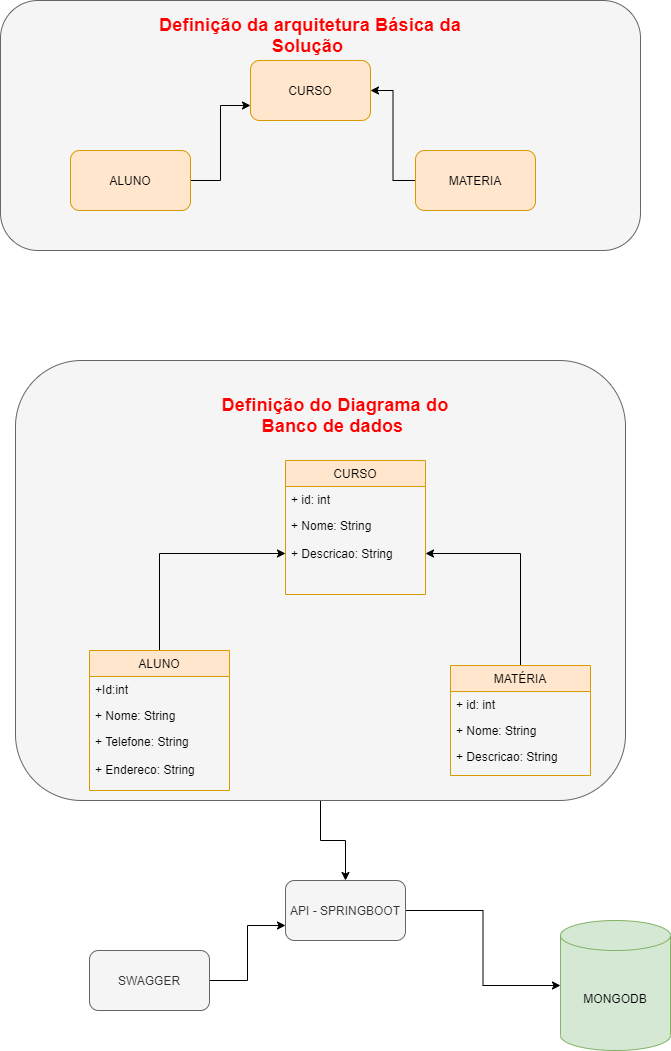 Definição da arquitetura Básica da
Solução
CURSO
ALUNO
MATERIA
Definição do Diagrama do
Banco de dados
CURSO
+ id: int
+ Nome: String
+ Descricao: String
ALUNO
+Id:int
+ Nome: String
+ Telefone: String
+ Endereco: String
MATÉRIA
+ id: int
+ Nome: String
+ Descricao: String
API - SPRINGBOOT
SWAGGER
MONGODB